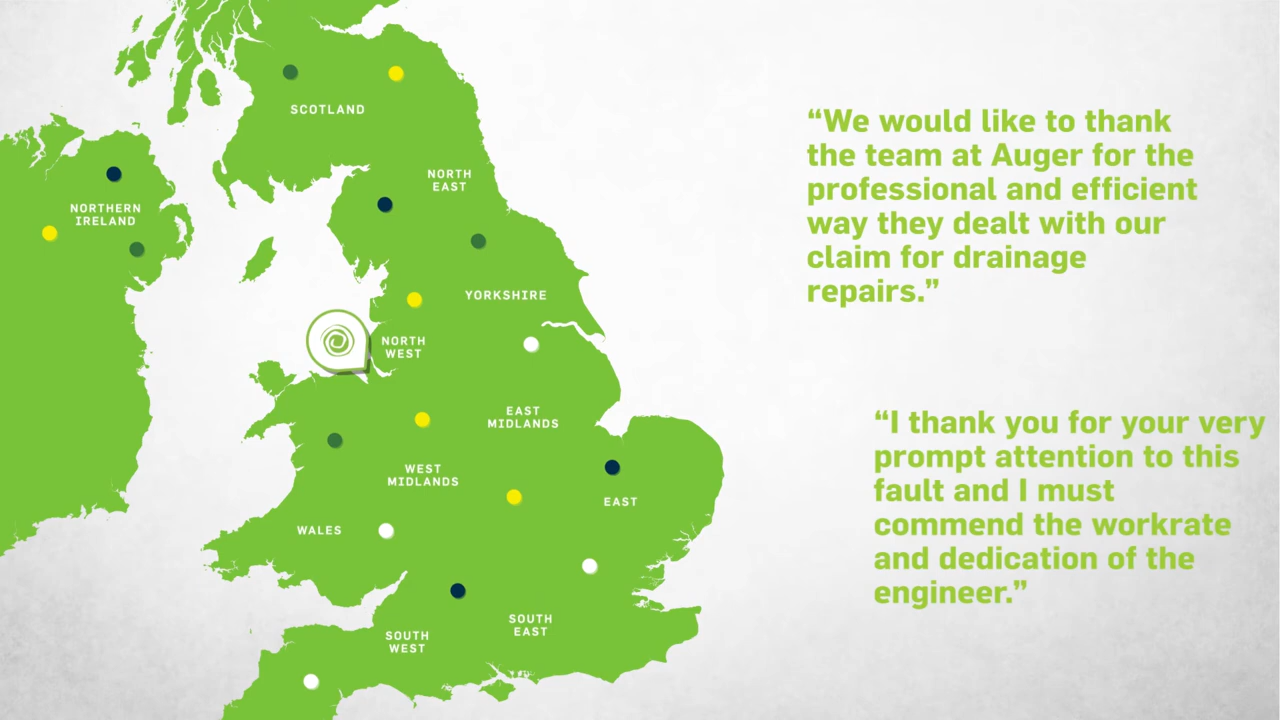 SCOTLAND
NORTH
EAST
NORTHERN
IRELAND
YORKSHIRE
NORTH
WEST
EAST
MIDLANDS
WEST
MIDLANDS
EAST
WALES
SOUTH
EAST
SOUTH
WEST
“We would like to thank
the team at Auger for the
professional and efficient
way they dealt with our
claim for drainage
repairs.”
“I thank you for your very
prompt attention to this
fault and I must
commend the workrate
and dedication of the
engineer.”